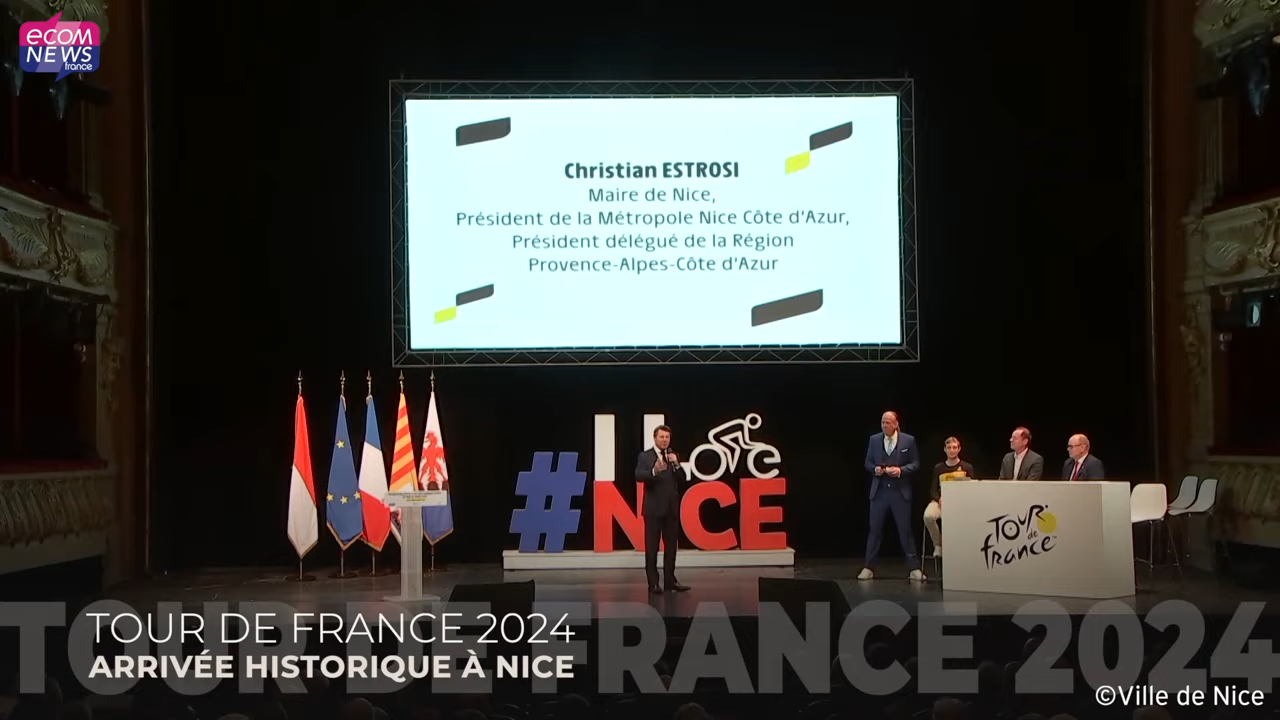 ecom
NEWS
france
Christian ESTROSI
Maire de Nice,
Président de la Métropole Nice Côte d'Azur,
Président délégué de la Région
Provence-Alpes-Côte d'Azur
#
NICE
TOUR
de
france
TOUR DE FRANCE 2024
TOUR DE FRANCE 2024
ARRIVÉE HISTORIQUE À NICE
©Ville de Nice